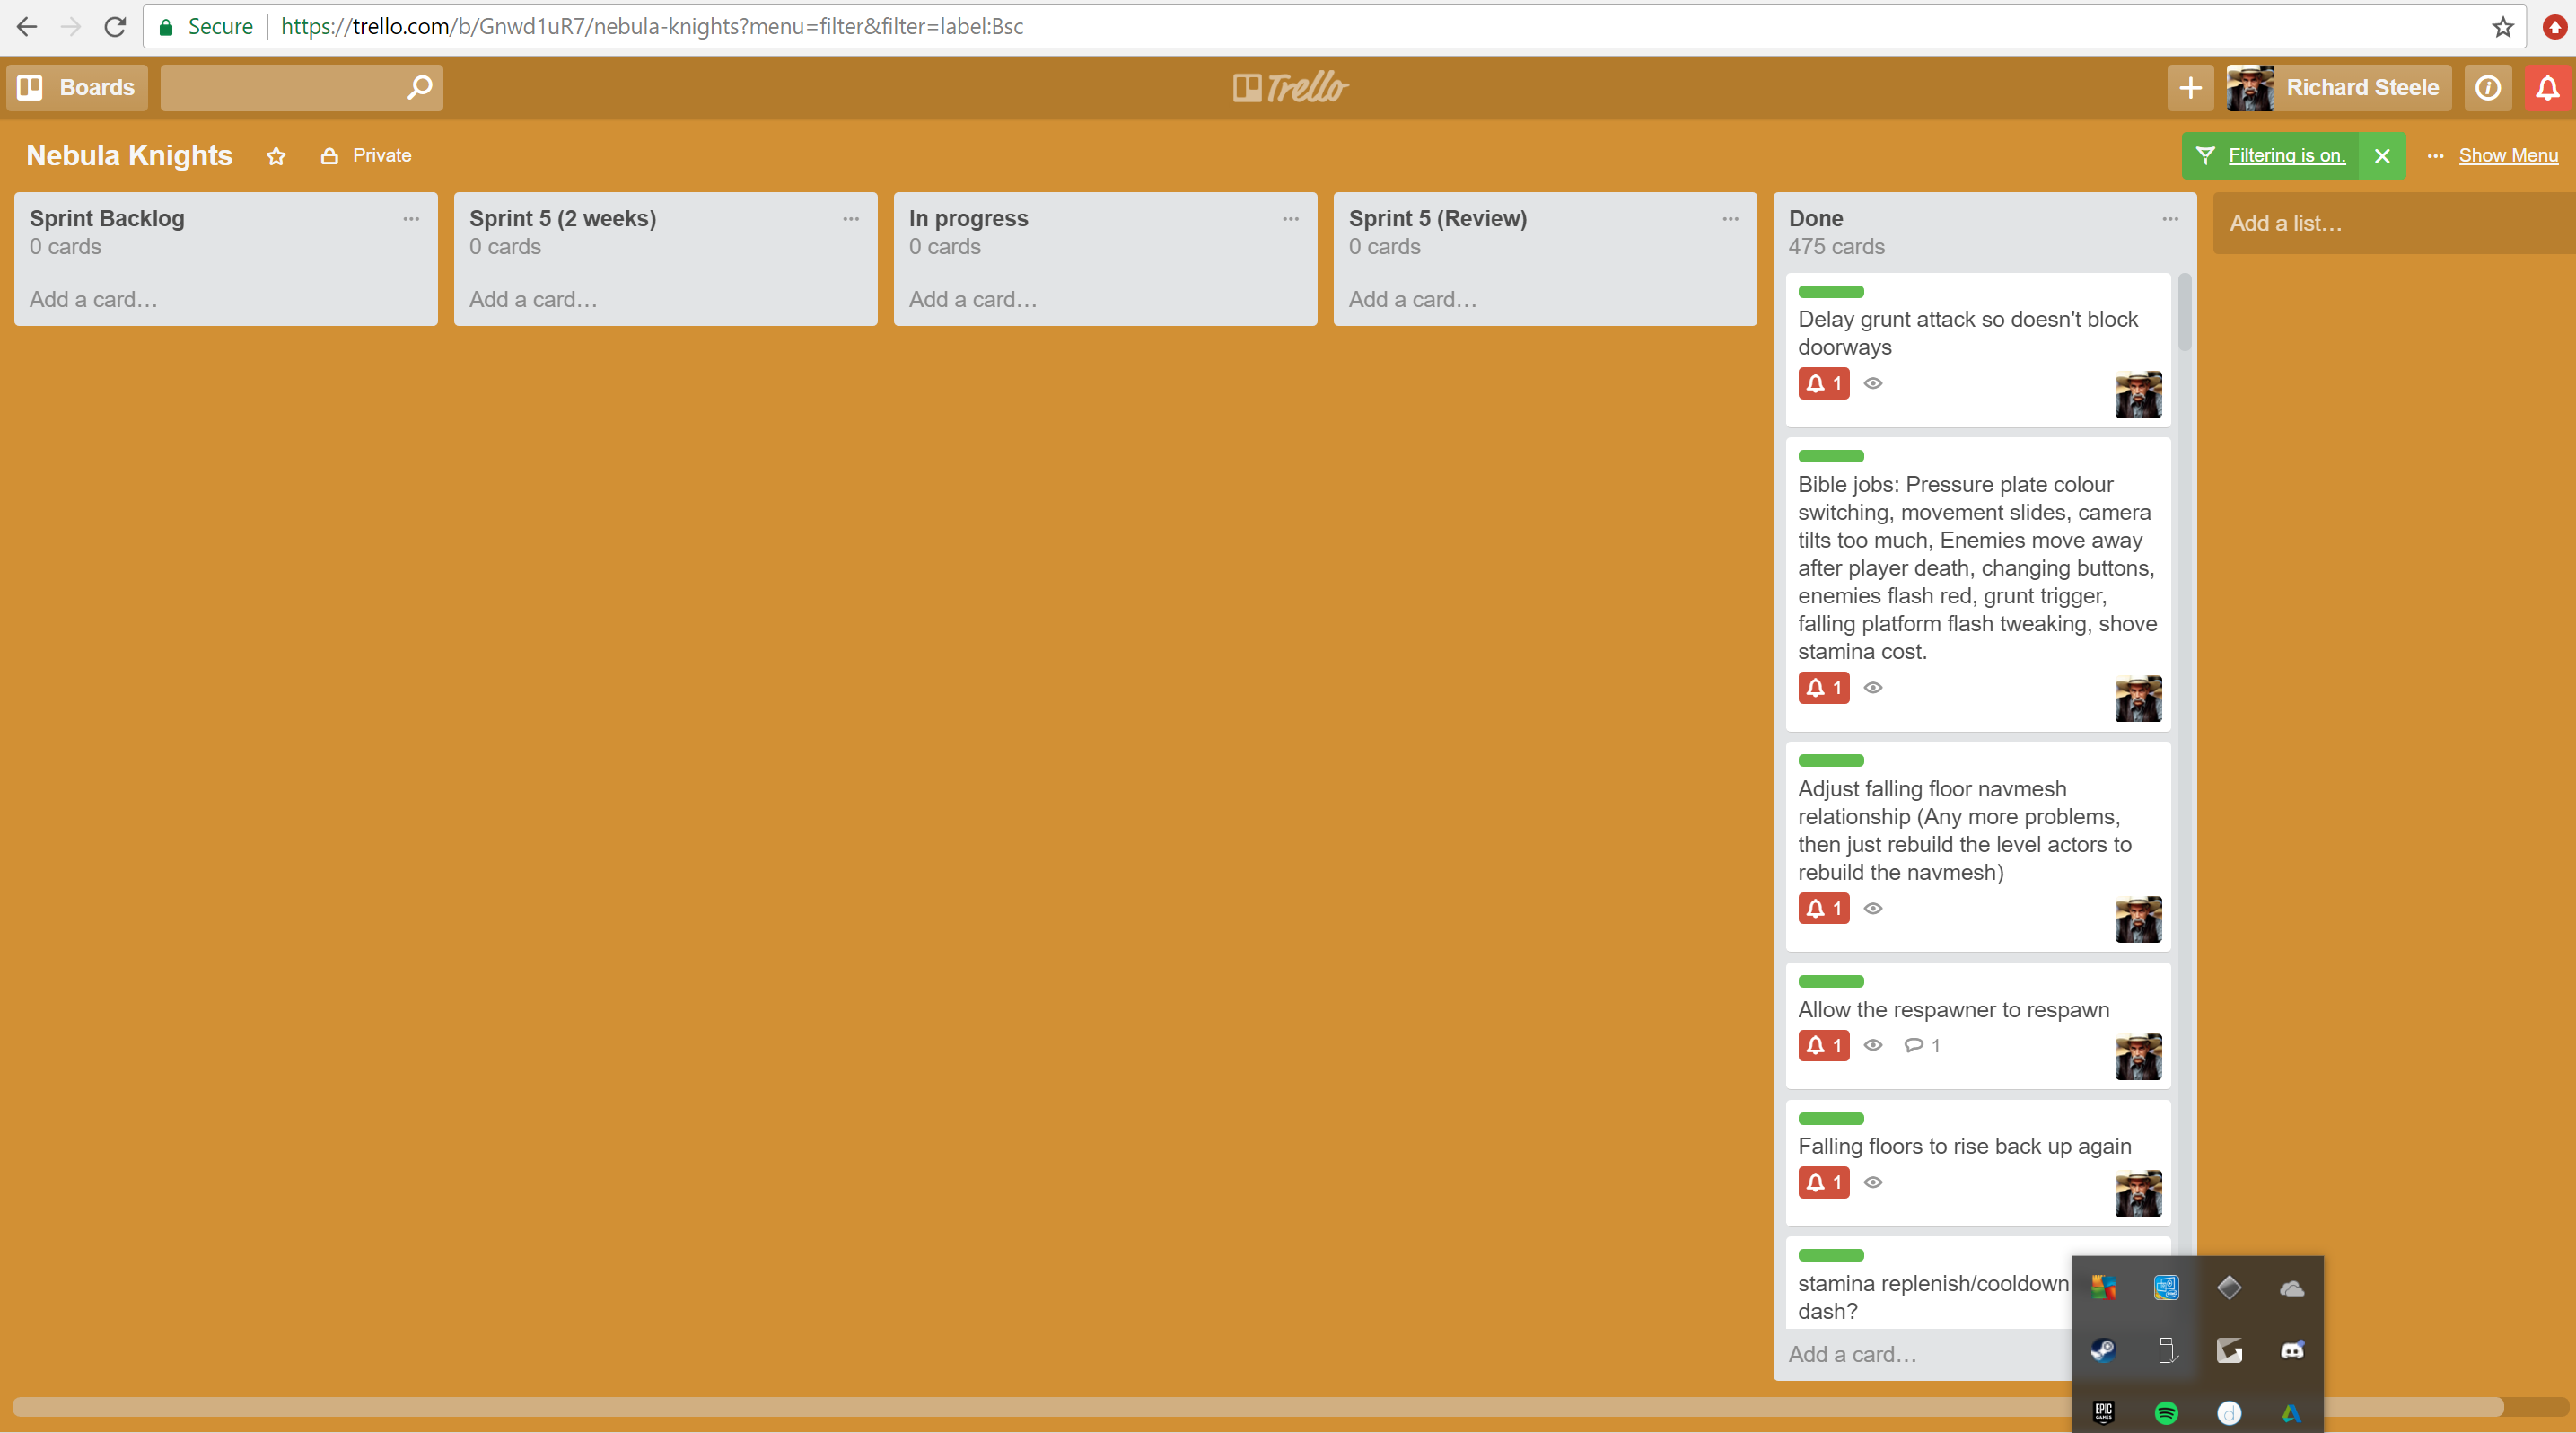 Secure https://trello.com/b/Gnwd1uR7/nebula-knights?menu=filter&filter=label:Bsc
Boards
Trello
Richard Steele
Nebula Knights
Private
Filtering is on.
Show Menu
Sprint Backlog
0 cards
Add a card…
Sprint 5 (2 weeks)
0 cards
Add a card…
In progress
0 cards
Add a card…
Sprint 5 (Review)
0 cards
Add a card…
Done
475 cards
Delay grunt attack so doesn't block
doorways
1
Bible jobs: Pressure plate colour
switching, movement slides, camera
tilts too much, Enemies move away
after player death, changing buttons,
enemies flash red, grunt trigger,
falling platform flash tweaking, shove
stamina cost.
1
Adjust falling floor navmesh
relationship (Any more problems,
then just rebuild the level actors to
rebuild the navmesh)
1
Allow the respawner to respawn
1 1
Falling floors to rise back up again
1
stamina replenish/cooldown
dash?
Add a card…
Add a list…
EPIC
GAMES
d